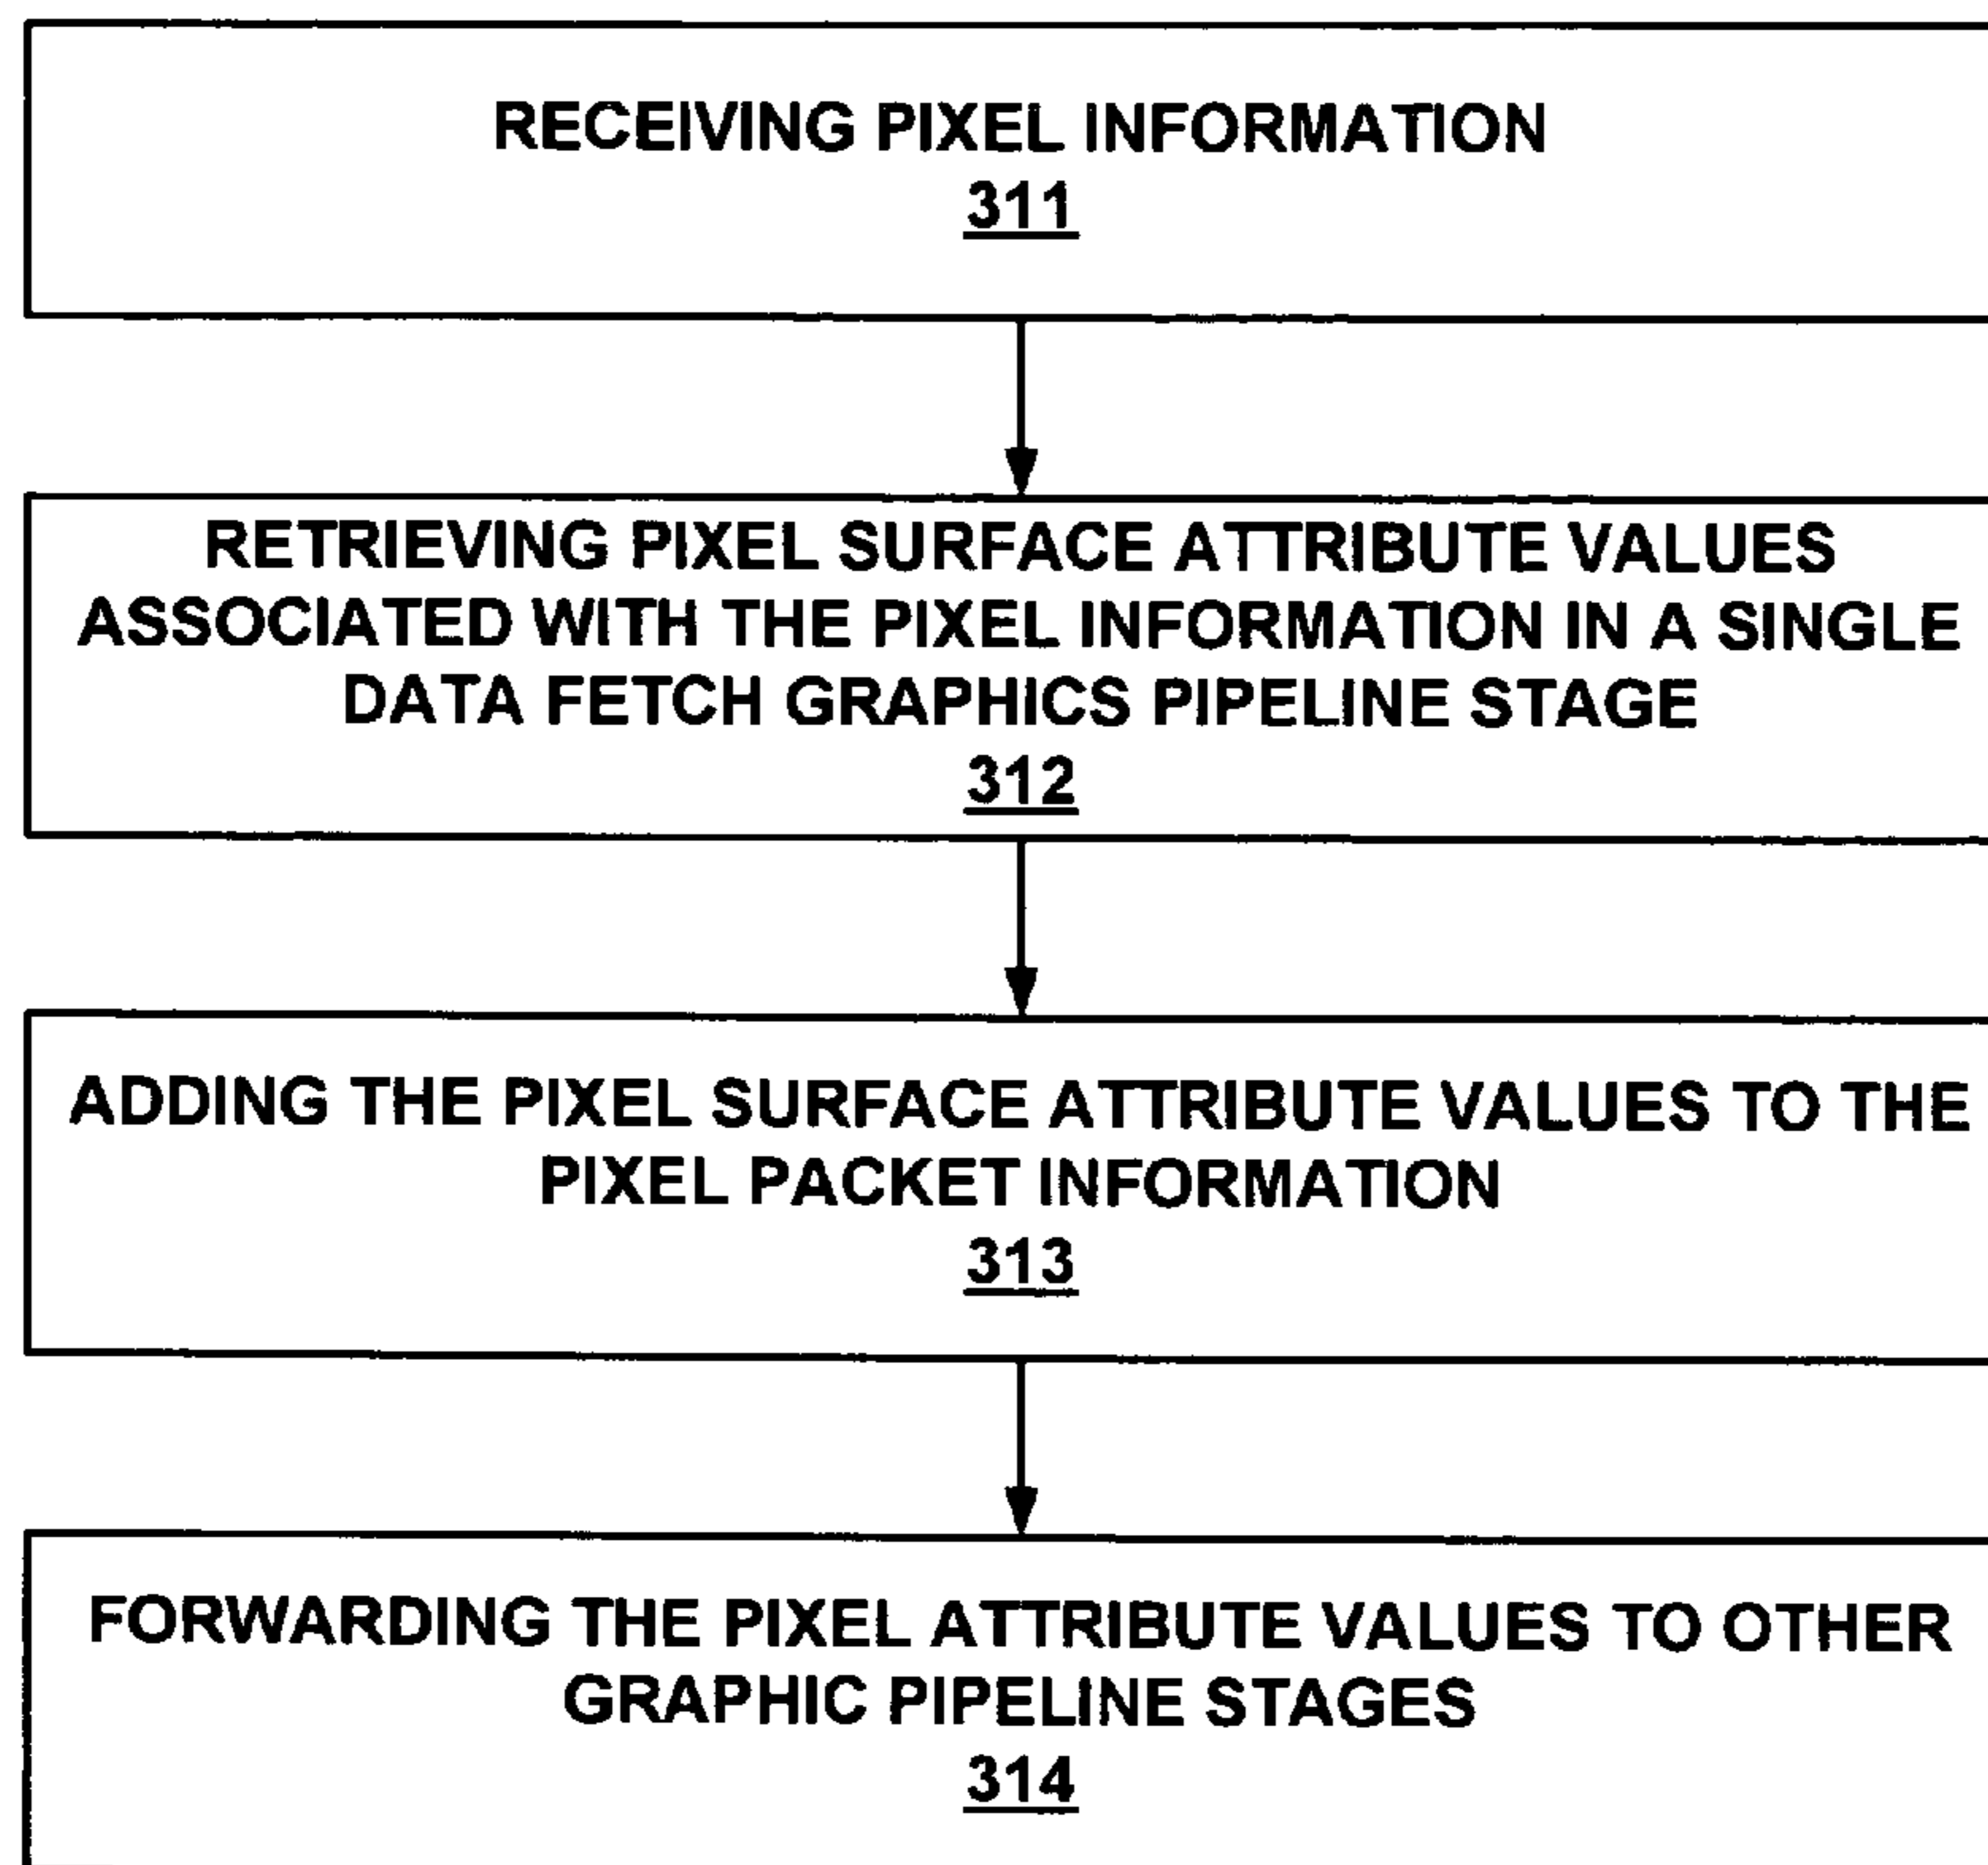 RECEIVING PIXEL INFORMATION
311
RETRIEVING PIXEL SURFACE ATTRIBUTE VALUES
ASSOCIATED WITH THE PIXEL INFORMATION IN A SINGLE
DATA FETCH GRAPHICS PIPELINE STAGE
312
ADDING THE PIXEL SURFACE ATTRIBUTE VALUES TO THE
PIXEL PACKET INFORMATION
313
FORWARDING THE PIXEL ATTRIBUTE VALUES TO OTHER
GRAPHIC PIPELINE STAGES
314